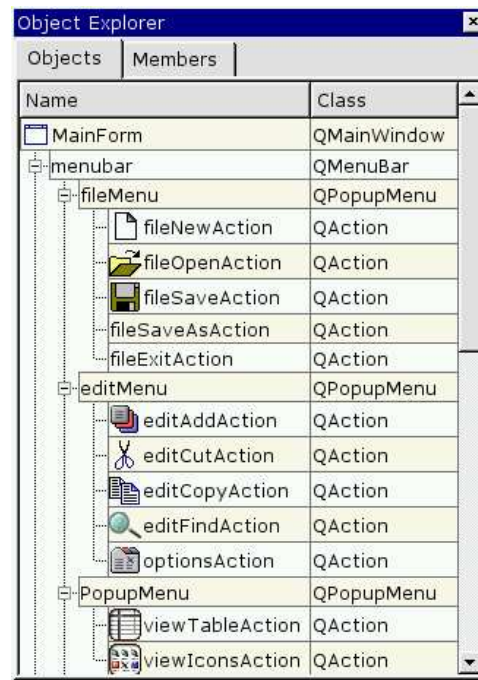 Object Explorer
Objects Members
Name Class
MainForm QMainWindow
menubar QMenuBar
fileMenu QPopupMenu
fileNewAction QAction
fileOpenAction QAction
fileSaveAction QAction
fileSaveAsAction QAction
fileExitAction QAction
editMenu QPopupMenu
editAddAction QAction
editCutAction QAction
editCopyAction QAction
editFindAction QAction
optionsAction QAction
PopupMenu QPopupMenu
viewTableAction QAction
viewIconsAction QAction